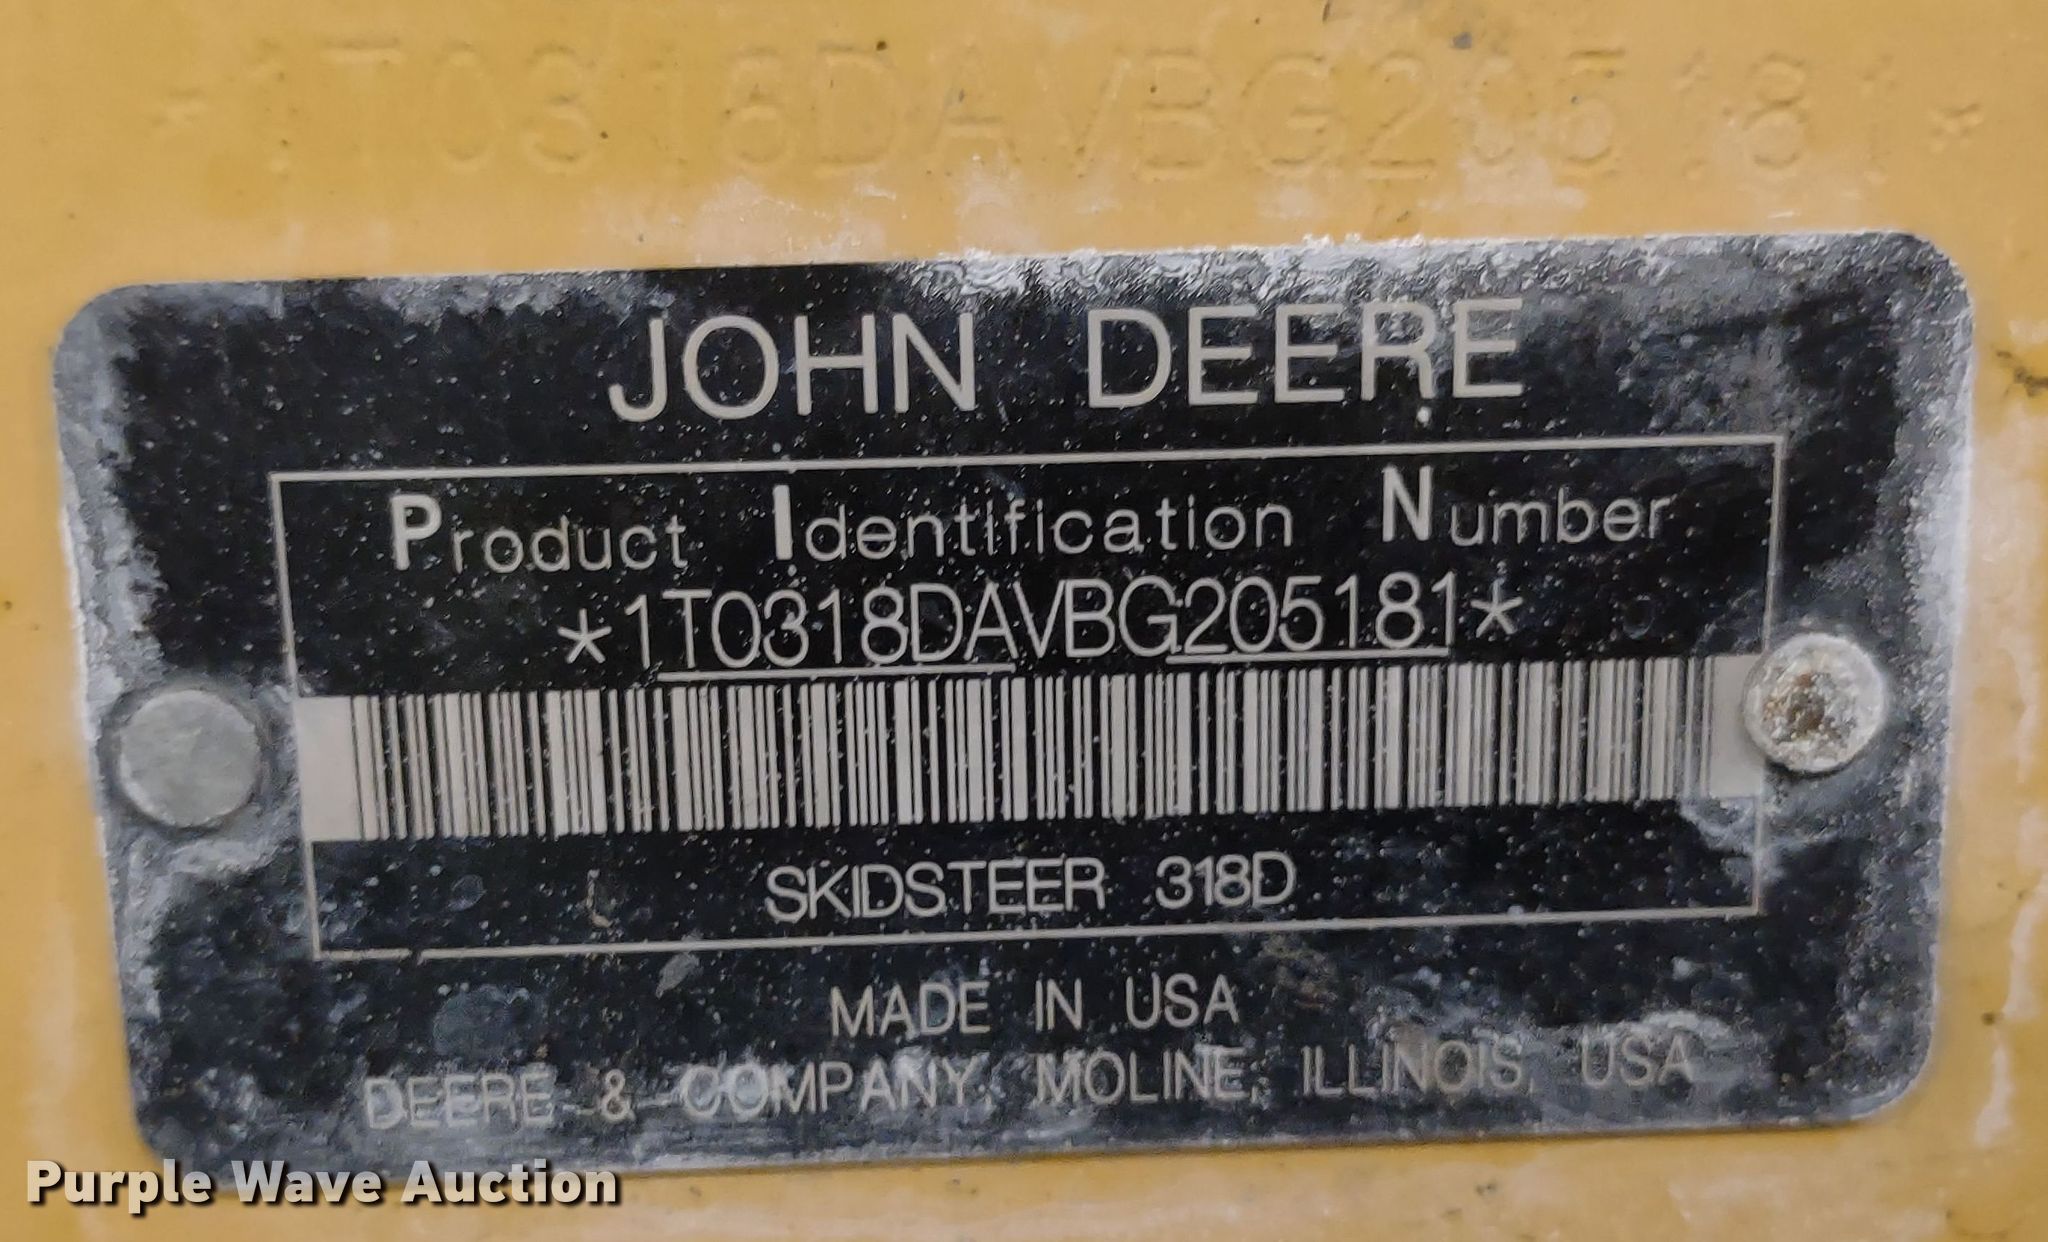 *1T0318DAVBG205181*
JOHN DEERE
Product Identification Number
*1T0318DAVBG205181*
SKIDSTEER 318D
MADE IN USA
DEERE & COMPANY, MOLINE, ILLINOIS, USA
Purple Wave Auction